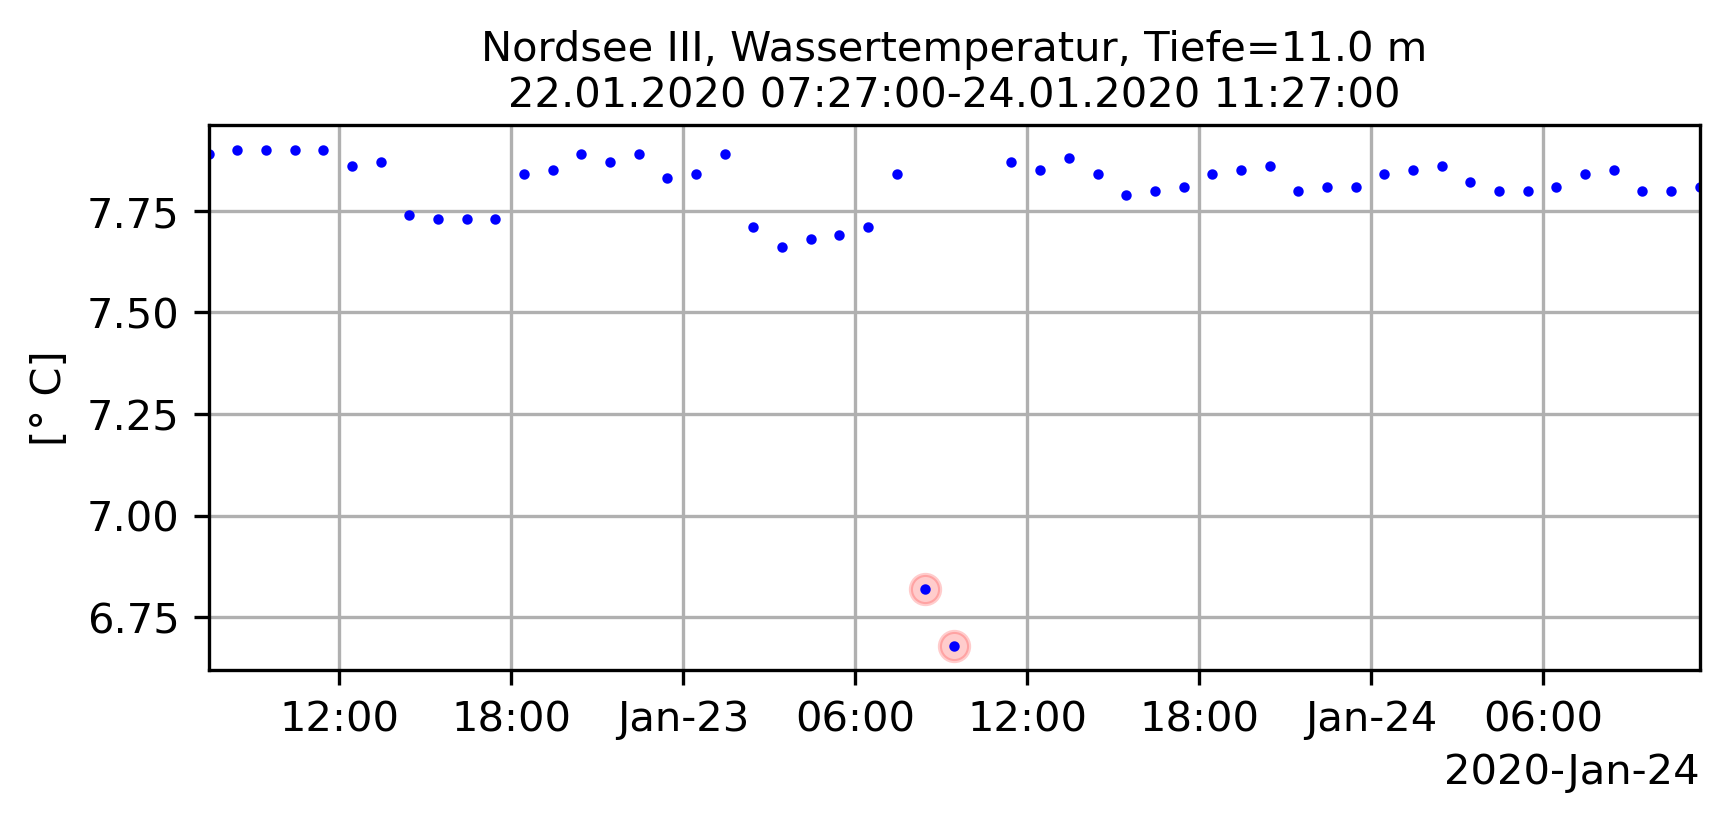 Nordsee III, Wassertemperatur, Tiefe=11.0 m
22.01.2020 07:27:00-24.01.2020 11:27:00
[° C]
7.75
7.50
7.25
7.00
6.75
12:00 18:00 Jan-23 06:00 12:00 18:00 Jan-24 06:00
2020-Jan-24